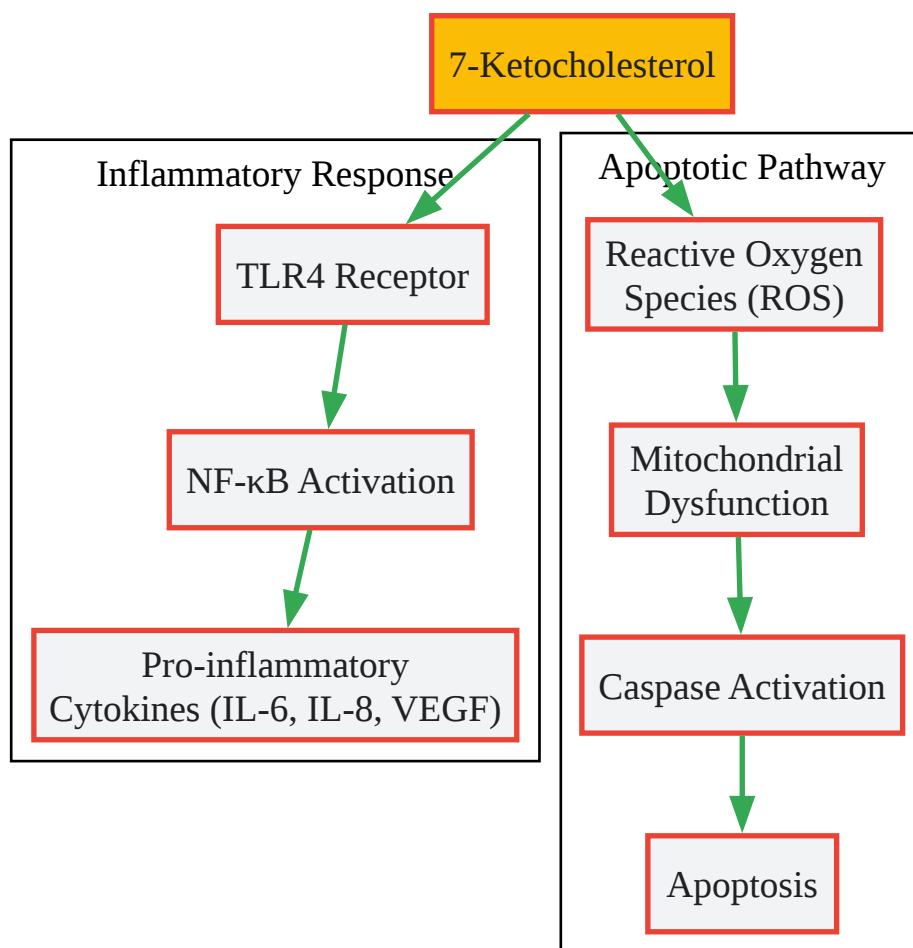 7-Ketocholesterol
Inflammatory Response
TLR4 Receptor
NF-κB Activation
Pro-inflammatory
Cytokines (IL-6, IL-8, VEGF)
Apoptotic Pathway
Reactive Oxygen
Species (ROS)
Mitochondrial
Dysfunction
Caspase Activation
Apoptosis